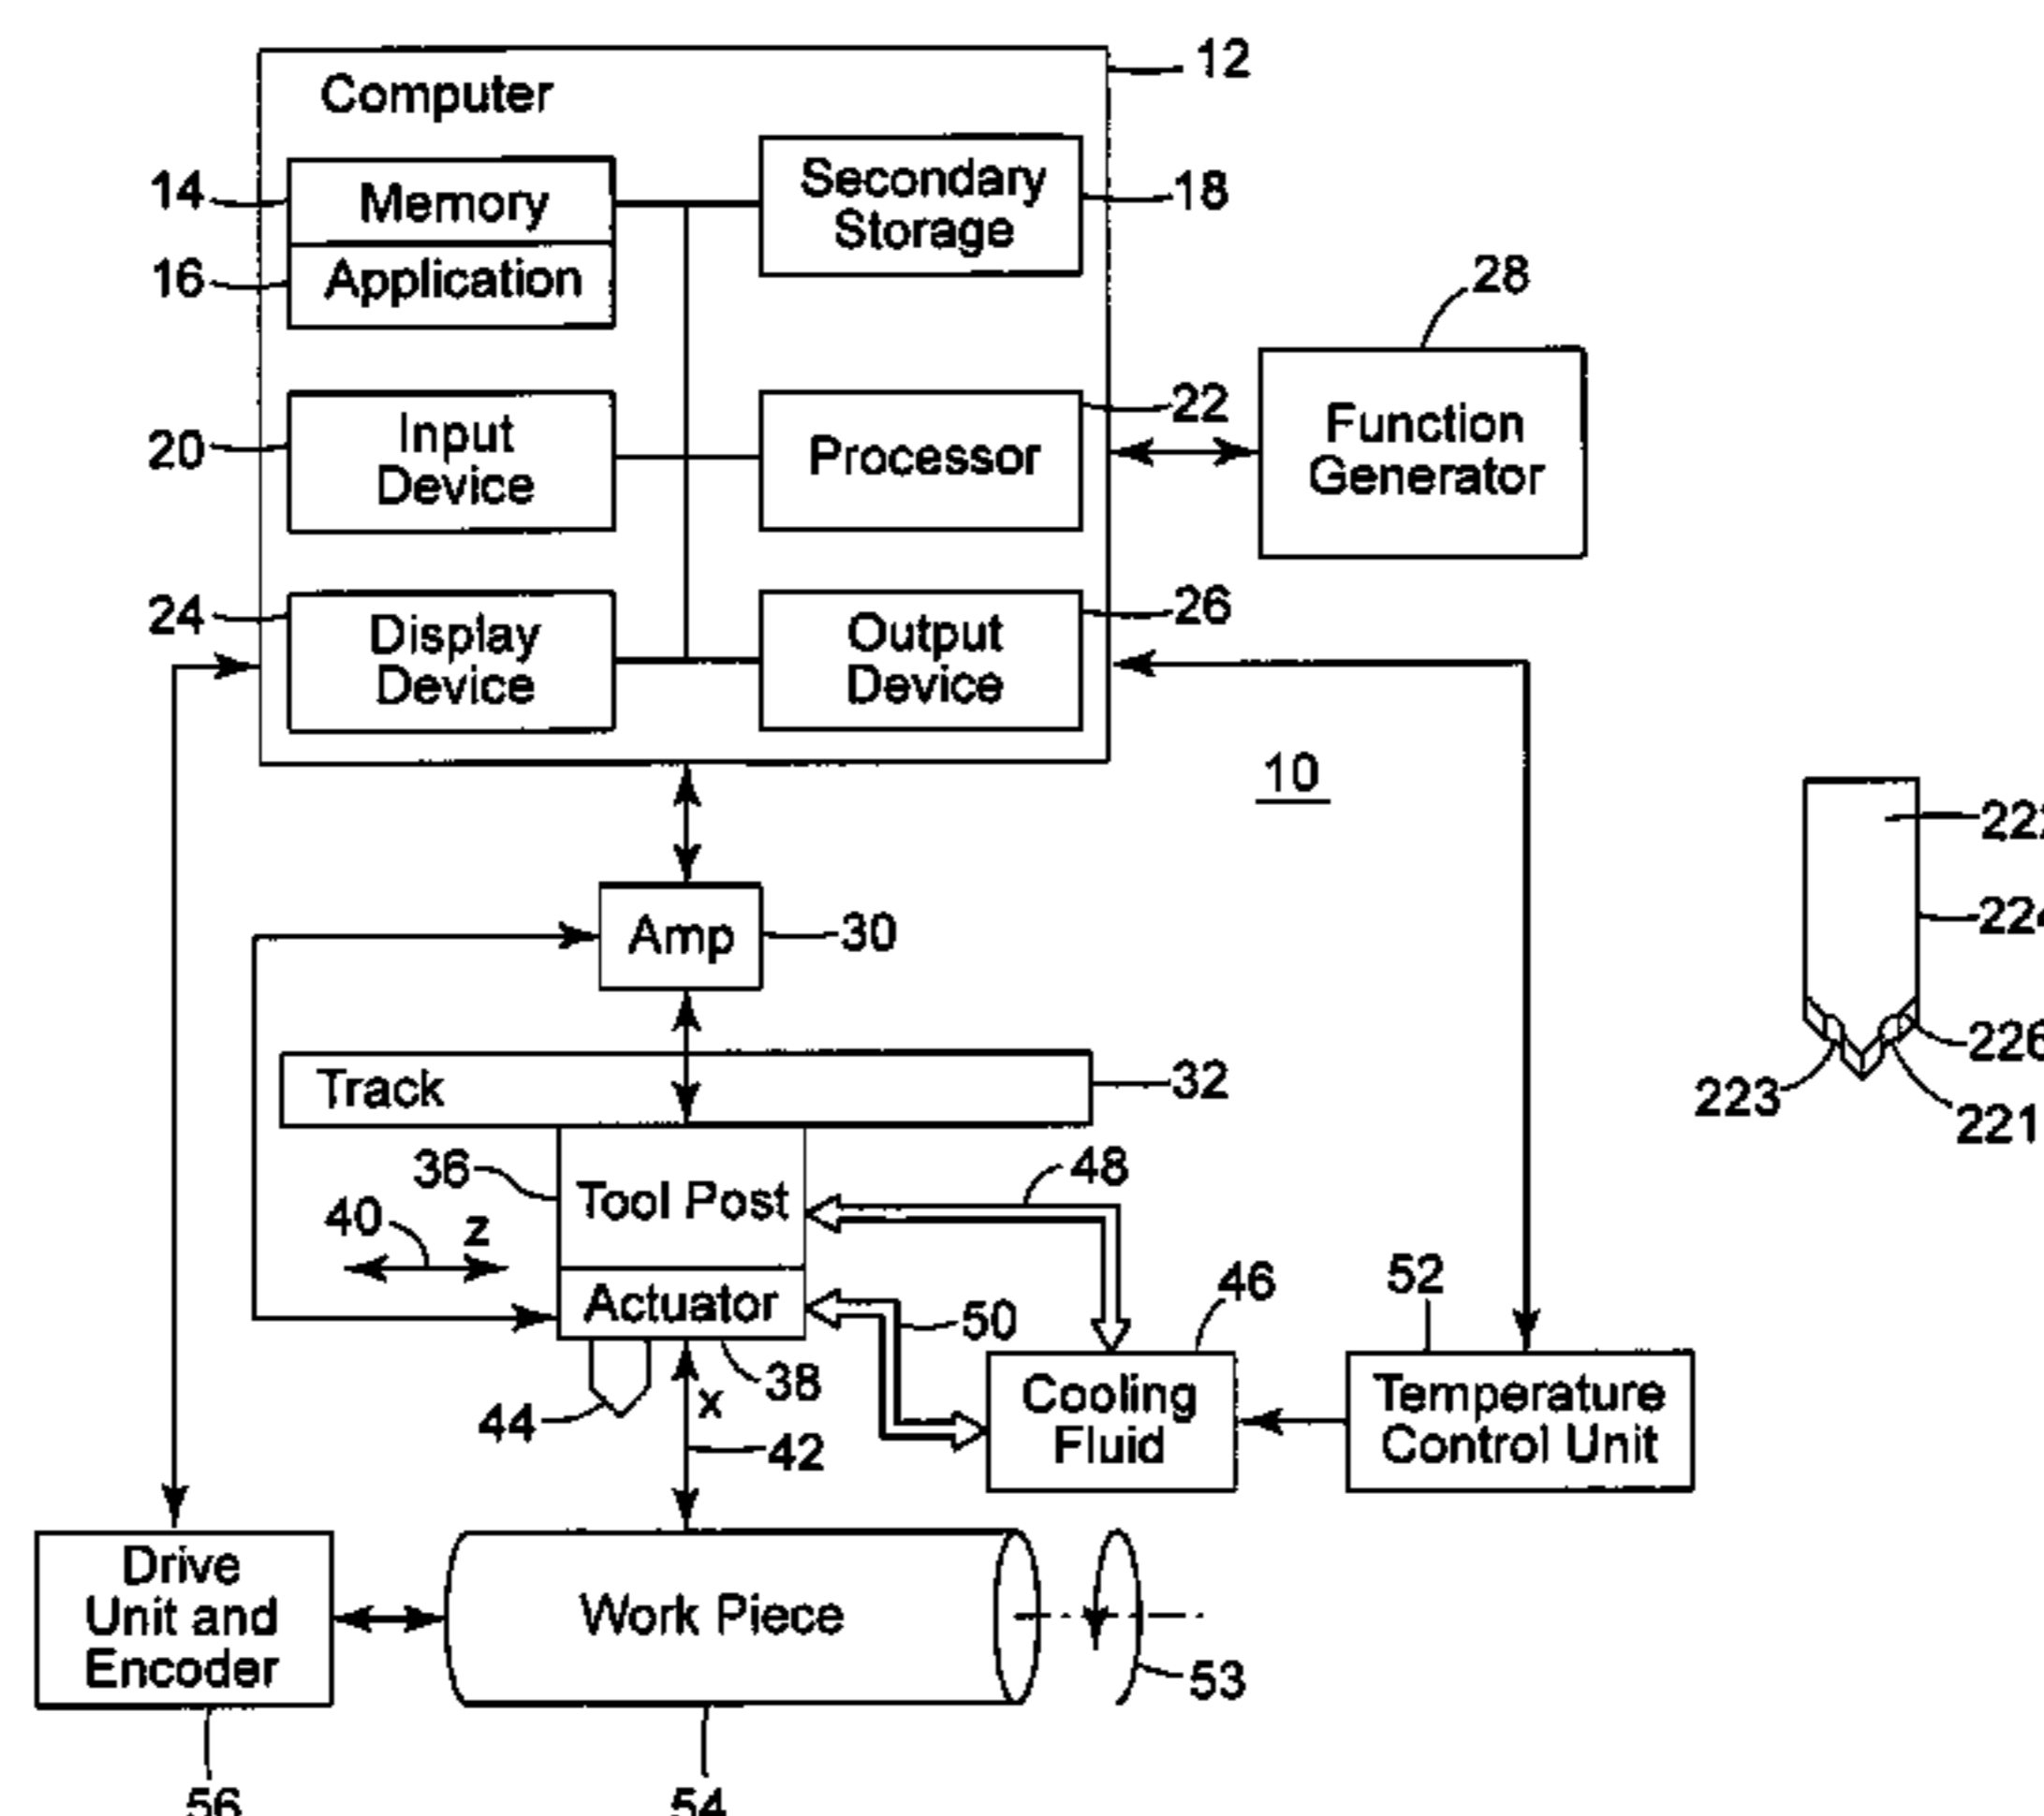 12
Computer
14
Memory
Secondary
Storage
18
16
Application
28
20
Input
Device
22
Processor
Function
Generator
24
Display
Device
26
Output
Device
10
222
224
226
223
221
Amp
30
Track
32
36
Tool Post
48
40
z
Actuator
50
46
52
38
44
x
42
Cooling
Fluid
Temperature
Control Unit
Drive
Unit and
Encoder
Work Piece
53
56
54